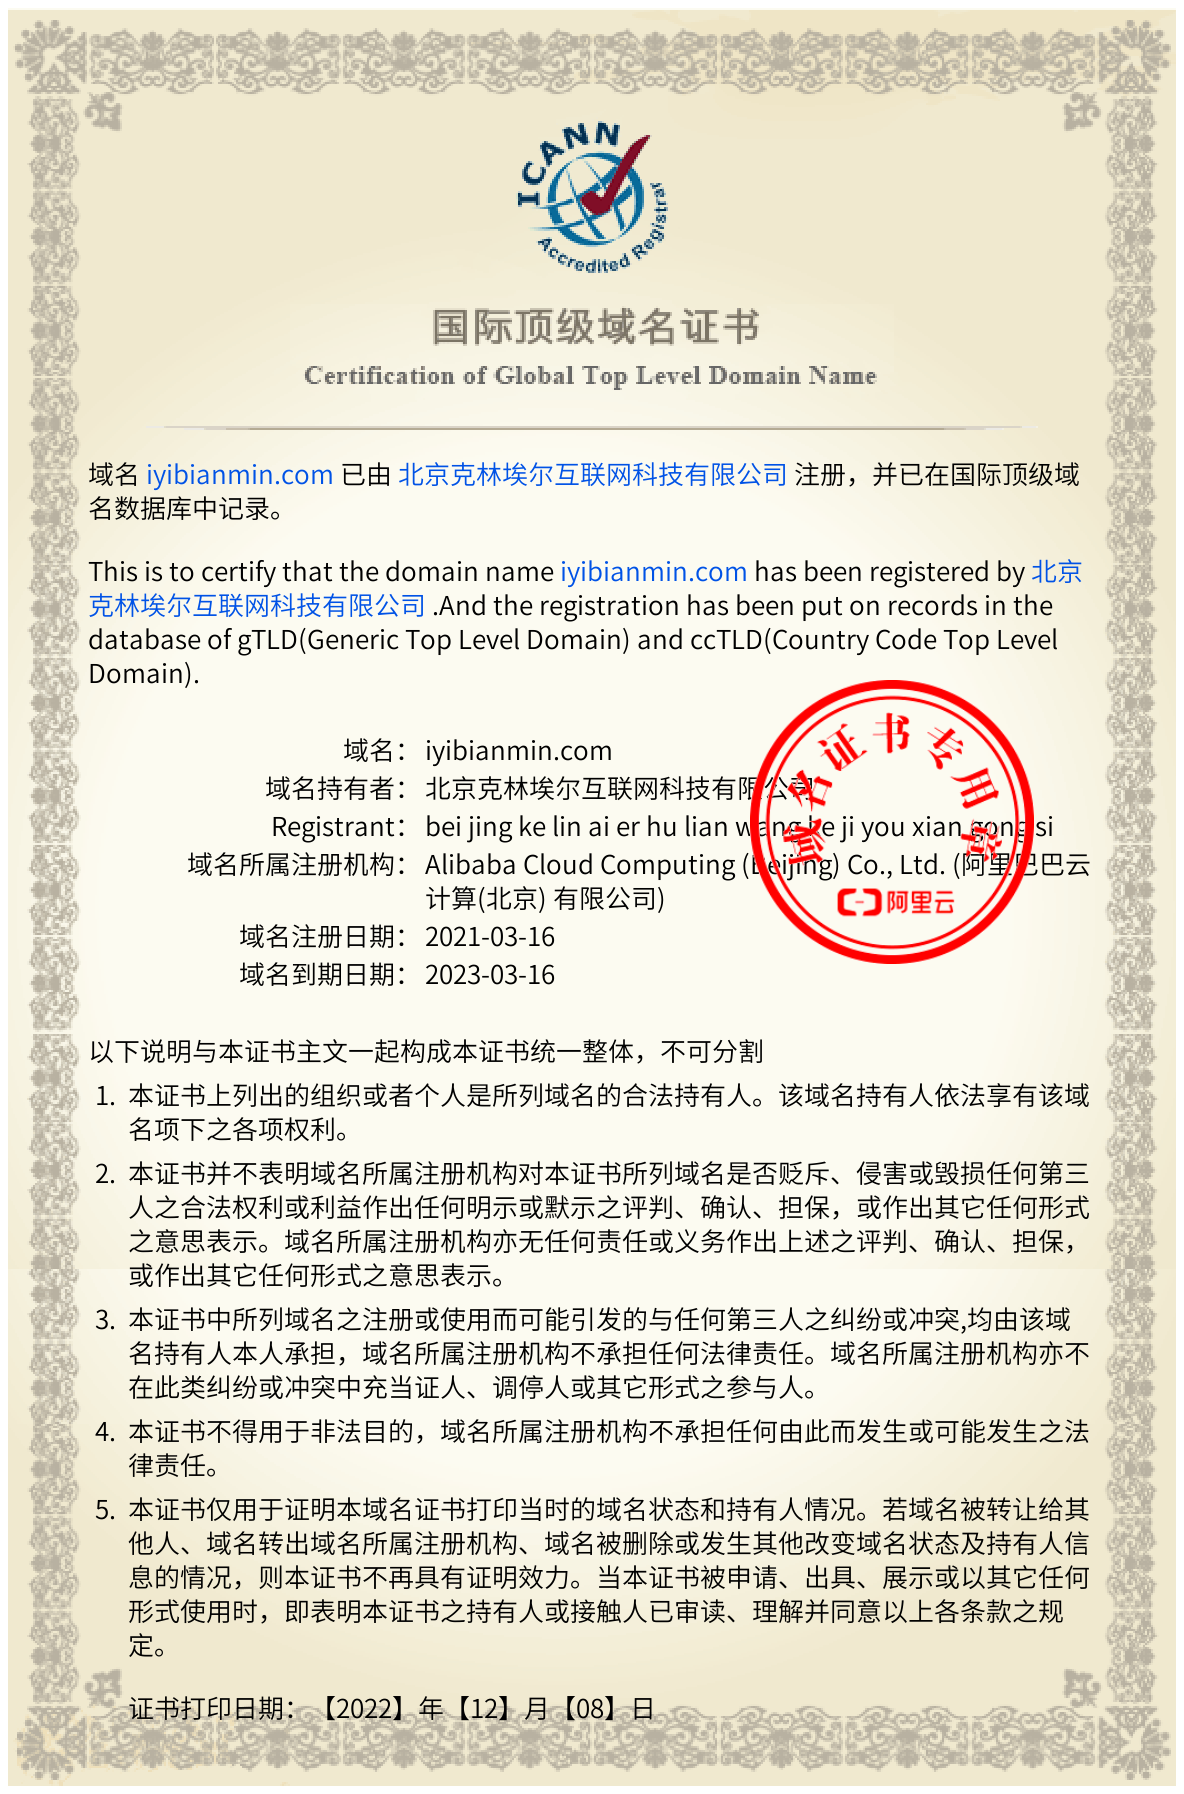 ICANN
Accredited Registrar
国际顶级域名证书
Certification of Global Top Level Domain Name
域名 iyibianmin.com 已由 北京克林埃尔互联网科技有限公司 注册，并已在国际顶级域
名数据库中记录。
This is to certify that the domain name iyibianmin.com has been registered by 北京
克林埃尔互联网科技有限公司 .And the registration has been put on records in the
database of gTLD(Generic Top Level Domain) and ccTLD(Country Code Top Level
Domain).
域名： iyibianmin.com
域名持有者： 北京克林埃尔互联网科技有限公司
Registrant： bei jing ke lin ai er hu lian wang ke ji you xian gong si
域名所属注册机构： Alibaba Cloud Computing (Beijing) Co., Ltd. (阿里巴巴云
计算(北京) 有限公司)
域名注册日期： 2021-03-16
域名到期日期： 2023-03-16
域名证书专用章
阿里云
以下说明与本证书主文一起构成本证书统一整体，不可分割
1. 本证书上列出的组织或者个人是所列域名的合法持有人。该域名持有人依法享有该域
名项下之各项权利。
2. 本证书并不表明域名所属注册机构对本证书所列域名是否贬斥、侵害或毁损任何第三
人之合法权利或利益作出任何明示或默示之评判、确认、担保，或作出其它任何形式
之意思表示。域名所属注册机构亦无任何责任或义务作出上述之评判、确认、担保，
或作出其它任何形式之意思表示。
3. 本证书中所列域名之注册或使用而可能引发的与任何第三人之纠纷或冲突,均由该域
名持有人本人承担，域名所属注册机构不承担任何法律责任。域名所属注册机构亦不
在此类纠纷或冲突中充当证人、调停人或其它形式之参与人。
4. 本证书不得用于非法目的，域名所属注册机构不承担任何由此而发生或可能发生之法
律责任。
5. 本证书仅用于证明本域名证书打印当时的域名状态和持有人情况。若域名被转让给其
他人、域名转出域名所属注册机构、域名被删除或发生其他改变域名状态及持有人信
息的情况，则本证书不再具有证明效力。当本证书被申请、出具、展示或以其它任何
形式使用时，即表明本证书之持有人或接触人已审读、理解并同意以上各条款之规
定。
证书打印日期：【2022】年【12】月【08】日